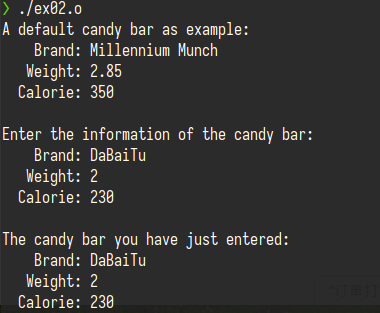 ❯ ./ex02.o
A default candy bar as example:
Brand: Millennium Munch
Weight: 2.85
Calorie: 350
Enter the information of the candy bar:
Brand: DaBaiTu
Weight: 2
Calorie: 230
The candy bar you have just entered:
Brand: DaBaiTu
Weight: 2
Calorie: 230